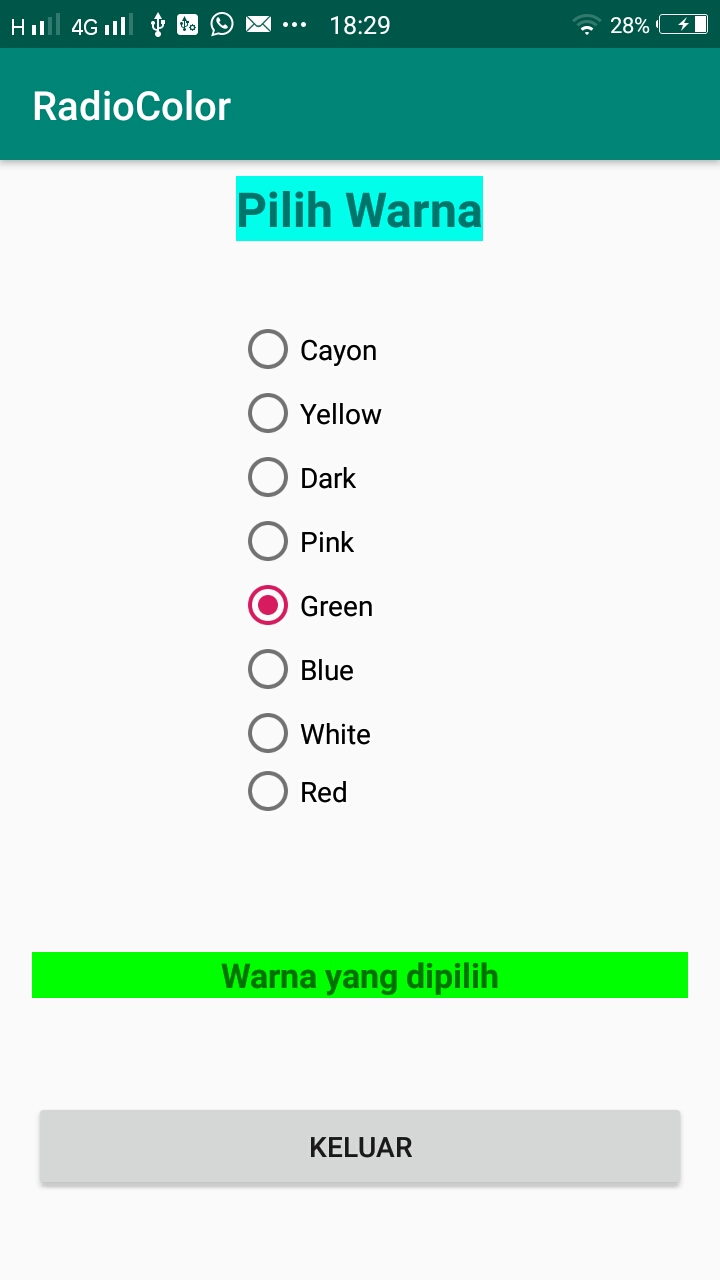 H 4G 18:29 28%
RadioColor
Pilih Warna
Cayon
Yellow
Dark
Pink
Green
Blue
White
Red
Warna yang dipilih
KELUAR